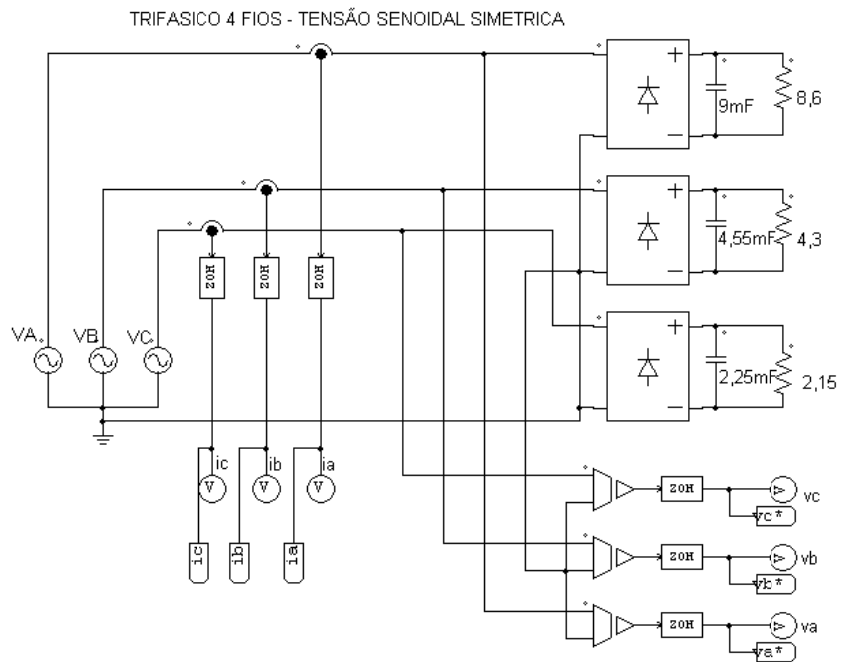 TRIFASICO 4 FIOS - TENSÃO SENOIDAL SIMETRICA
9mF
8,6
4,55mF
4,3
2,25mF
2,15
ZOH
ZOH
ZOH
VA
VB
VC
ic
ib
ia
V
V
V
ic
ib
ia
ZOH
V
vc
vc*
ZOH
V
vb
vb*
ZOH
V
va
va*